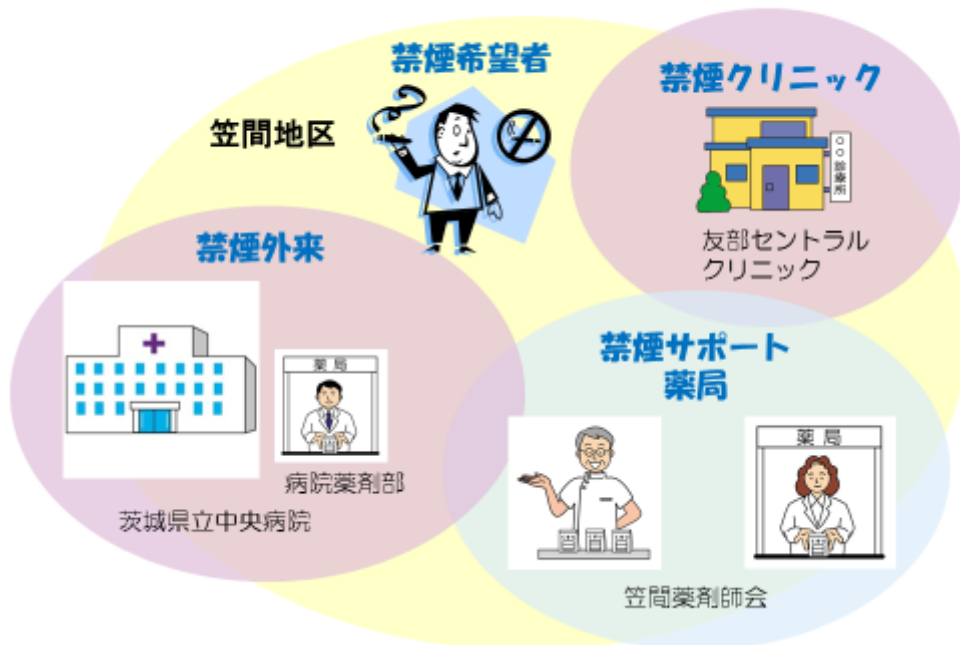 禁煙希望者
笠間地区
禁煙クリニック
○○診療所
友部セントラル
クリニック
禁煙外来
薬局
病院薬剤部
茨城県立中央病院
禁煙サポート
薬局
薬局
笠間薬剤師会